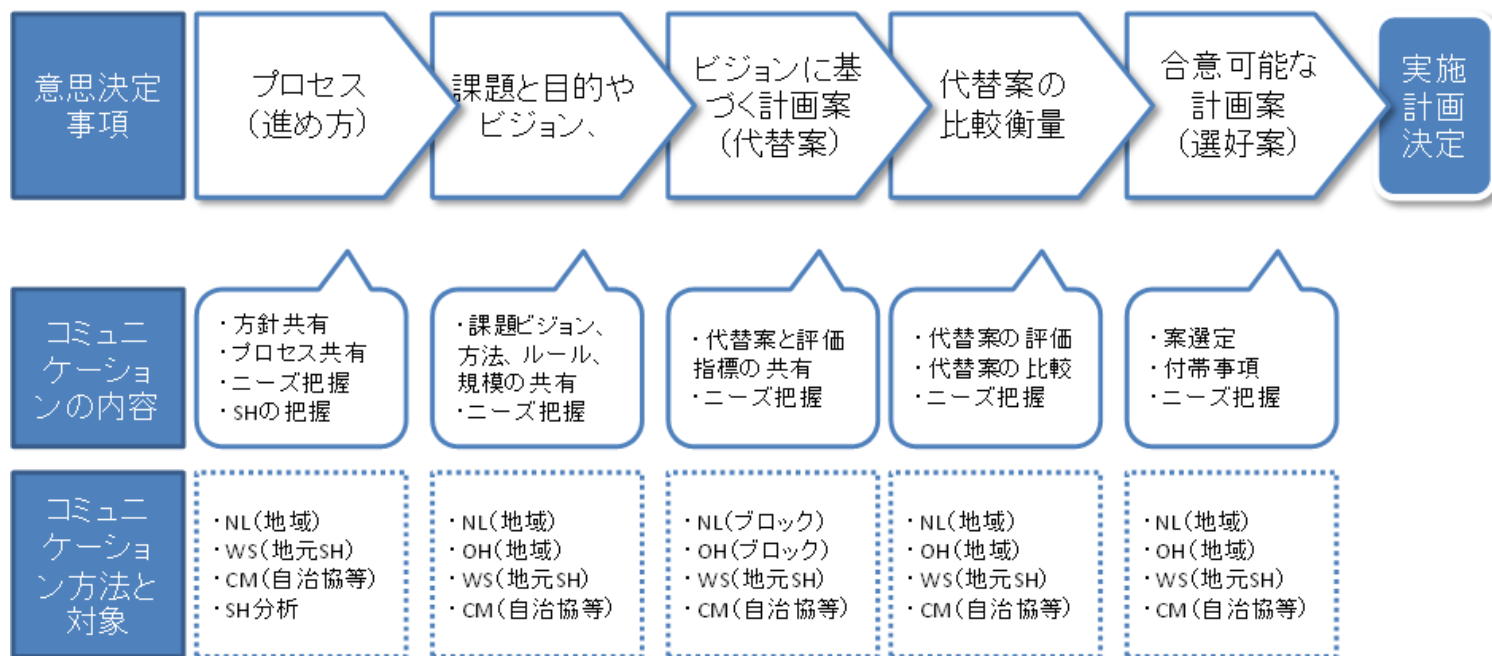 意思決定
事項
プロセス
(進め方)
課題と目的や
ビジョン、
ビジョンに基
づく計画案
(代替案)
代替案の
比較衡量
合意可能な
計画案
(選好案)
実施
計画
決定
コミュニ
ケーショ
ンの内容
・方針共有
・プロセス共有
・ニーズ把握
・SHの把握
・課題ビジョン、
方法、ルール、
規模の共有
・ニーズ把握
・代替案と評価
指標の共有
・ニーズ把握
・代替案の評価
・代替案の比較
・ニーズ把握
・案選定
・付帯事項
・ニーズ把握
コミュニ
ケーショ
ン方法と
対象
・NL(地域)
・WS(地元SH)
・CM(自治協等)
・SH分析
・NL(地域)
・OH(地域)
・WS(地元SH)
・CM(自治協等)
・NL(ブロック)
・OH(ブロック)
・WS(地元SH)
・CM(自治協等)
・NL(地域)
・OH(地域)
・WS(地元SH)
・CM(自治協等)
・NL(地域)
・OH(地域)
・WS(地元SH)
・CM(自治協等)